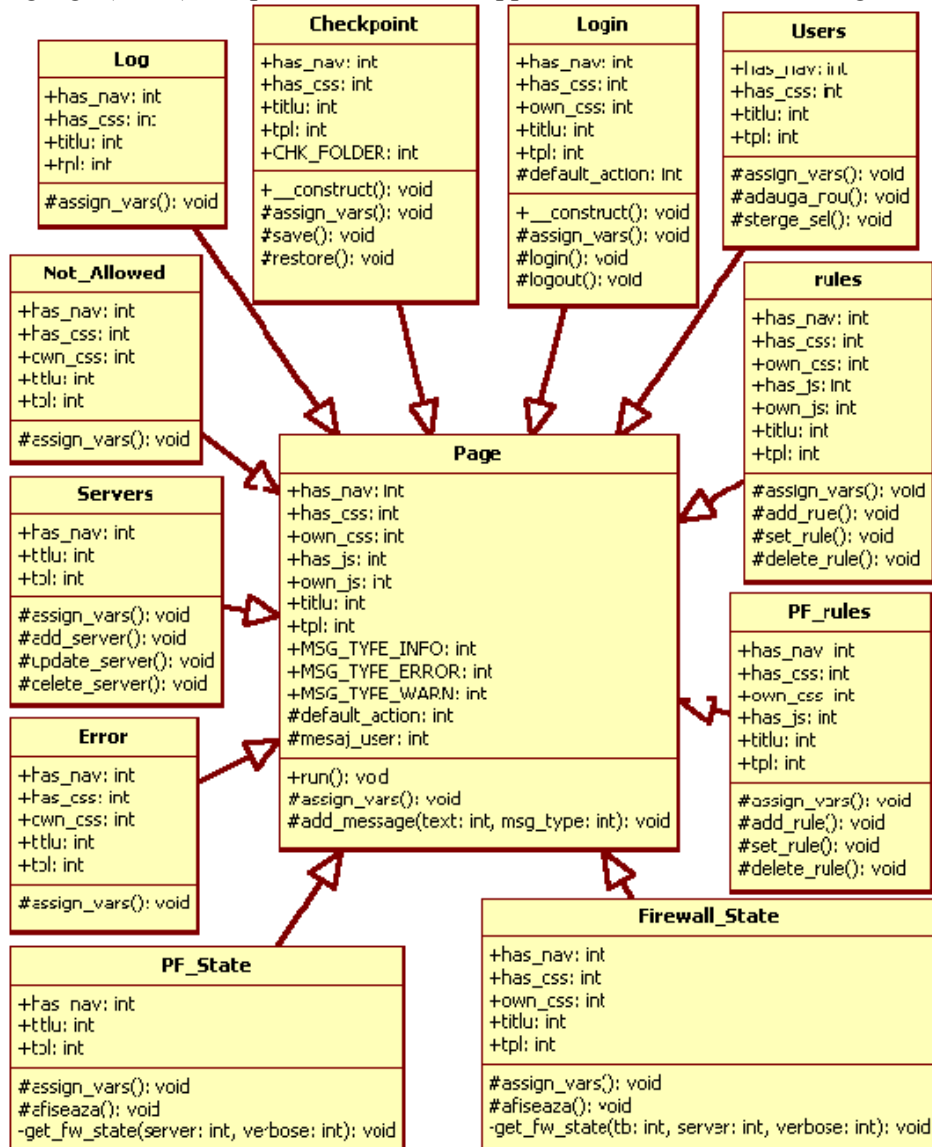 Log
+has_nav: int
+has_css: int
+titlu: int
+tpl: int
#assign_vars(): void
Checkpoint
+has_nav: int
+has_css: int
+titlu: int
+tpl: int
+CHK_FOLDER: int
+__construct(): void
#assign_vars(): void
#save(): void
#restore(): void
Login
+has_nav: int
+has_css: int
+own_css: int
+titlu: int
+tpl: int
#default_action: int
+__construct(): void
#assign_vars(): void
#login(): void
#logout(): void
Users
+has_nav: int
+has_css: int
+titlu: int
+tpl: int
#assign_vars(): void
#adauga_nou(): void
#sterge_sel(): void
Not_Allowed
+has_nav: int
+has_css: int
+own_css: int
+titlu: int
+tpl: int
#assign_vars(): void
rules
+has_nav: int
+has_css: int
+own_css: int
+has_js: int
+own_js: int
+titlu: int
+tpl: int
#assign_vars(): void
#add_rue(): void
#set_rule(): void
#delete_rule(): void
Page
+has_nav: int
+has_css: int
+own_css: int
+has_js: int
+own_js: int
+titlu: int
+tpl: int
+MSG_TYPE_INFO: int
+MSG_TYPE_ERROR: int
+MSG_TYPE_WARN: int
#default_action: int
#mesaj_user: int
+run(): void
#assign_vars(): void
#add_message(text: int, msg_type: int): void
Servers
+has_nav: int
+titlu: int
+tpl: int
#assign_vars(): void
#add_server(): void
#update_server(): void
#delete_server(): void
PF_rules
+has_nav int
+has_css: int
+own_css int
+has_js: int
+titlu: int
+tpl: int
#assign_vars(): void
#add_rule(): void
#set_rule(): void
#delete_rule(): void
Error
+has_nav: int
+has_css: int
+own_css: int
+titlu: int
+tpl: int
#assign_vars(): void
PF_State
+has_nav: int
+titlu: int
+tpl: int
#assign_vars(): void
#afiseaza(): void
-get_fw_state(server: int, verbose: int): void
Firewall_State
+has_nav: int
+has_css: int
+own_css: int
+titlu: int
+tpl: int
#assign_vars(): void
#afiseaza(): void
-get_fw_state(tb: int, server: int, verbose: int): void